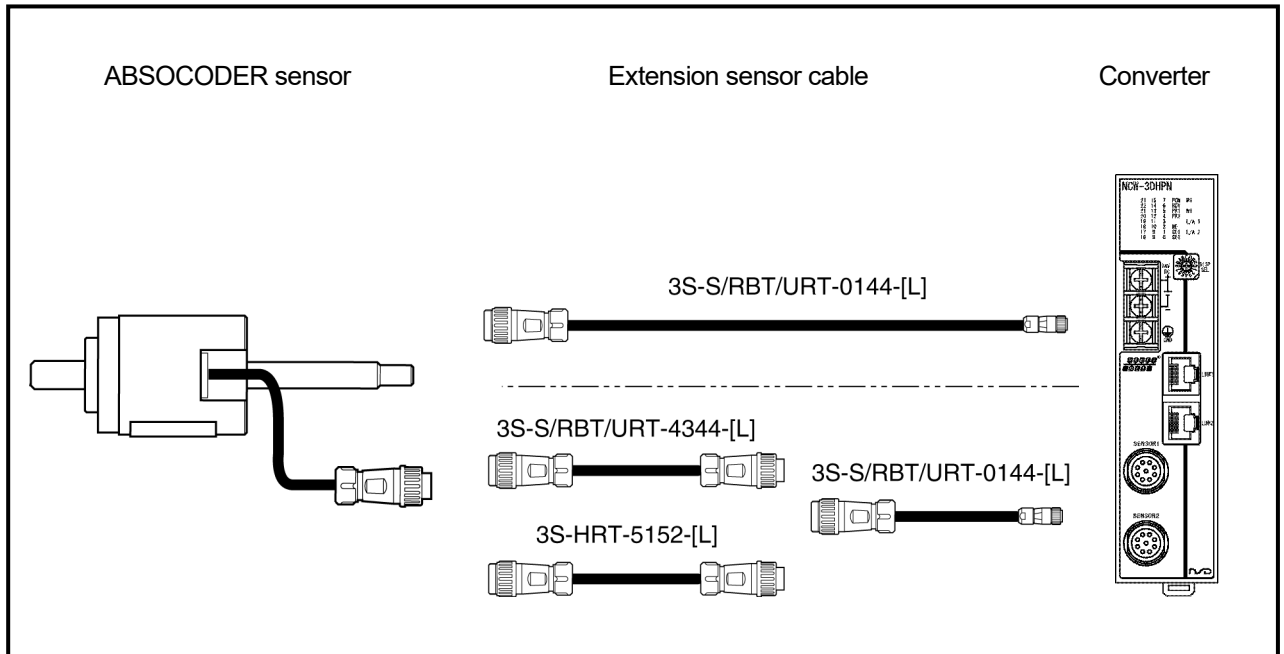 ABSOCODER sensor
Extension sensor cable
Converter
3S-S/RBT/URT-0144-[L]
3S-S/RBT/URT-4344-[L]
3S-S/RBT/URT-0144-[L]
3S-HRT-5152-[L]
NCW-3DHPN
SENSOR1
SENSOR2